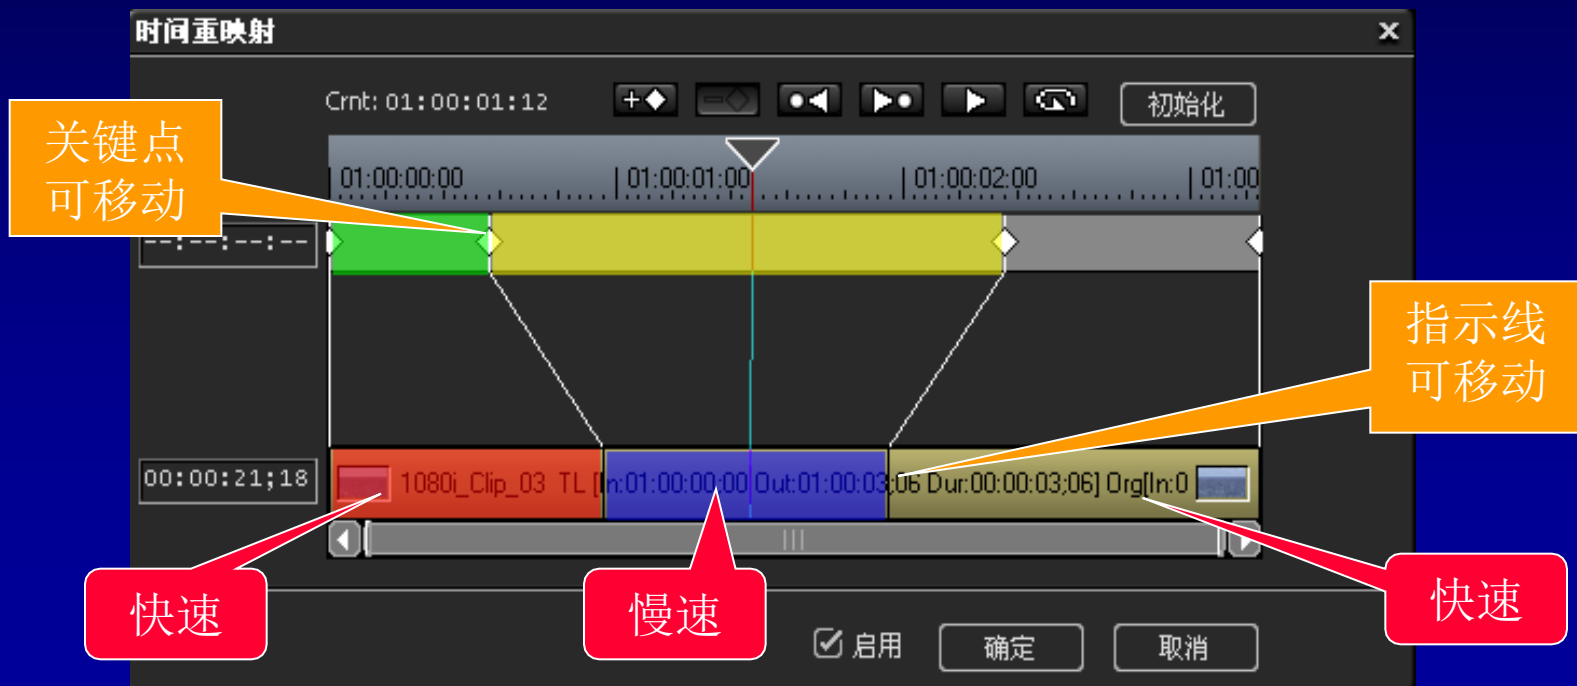 时间重映射
Crnt: 01:00:01:12
初始化
关键点
可移动
01:00:00:00 01:00:01:00 01:00:02:00 01:00
--:--:--:--
指示线
可移动
00:00:21;18
1080i_Clip_03 TL [In:01:00:00:00 Out:01:00:03;06 Dur:00:00:03;06] Org[In:0
快速
慢速
快速
启用
确定
取消